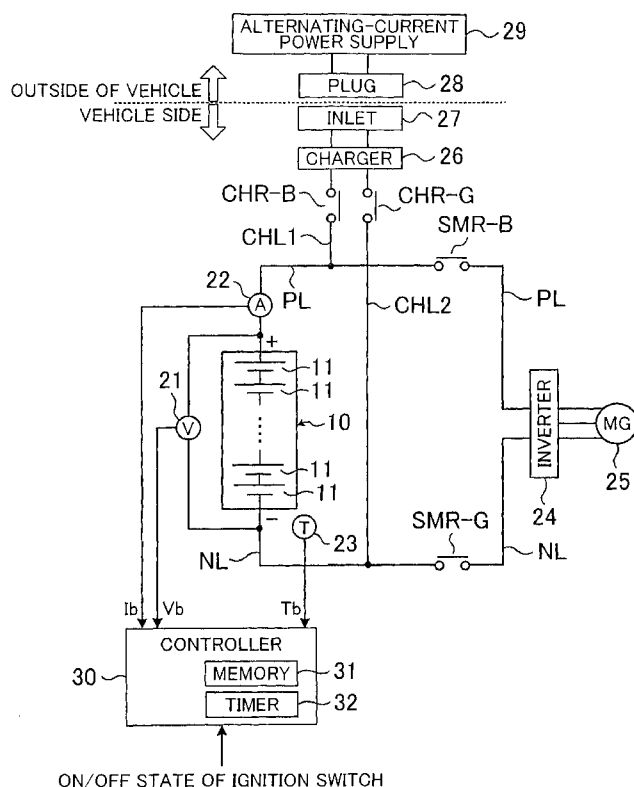 ALTERNATING-CURRENT
POWER SUPPLY
29
OUTSIDE OF VEHICLE
PLUG
28
VEHICLE SIDE
INLET
27
CHARGER
26
CHR-B
CHR-G
CHL1
SMR-B
22
PL
A
CHL2
PL
+
11
11
21
V
10
INVERTER
MG
25
24
11
11
−
T
23
SMR-G
NL
NL
Ib
Vb
Tb
CONTROLLER
30
MEMORY
31
TIMER
32
ON/OFF STATE OF IGNITION SWITCH